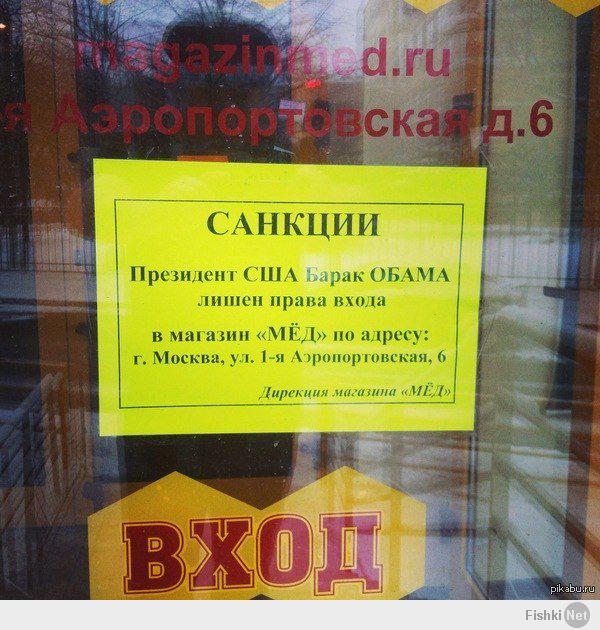 magazinmed.ru
я Аэропортовская д.6
САНКЦИИ
Президент США Барак ОБАМА
лишен права входа
в магазин «МЁД» по адресу:
г. Москва, ул. 1-я Аэропортовская, 6
Дирекция магазина «МЁД»
ВХОД
pikabu.ru
Fishki Net